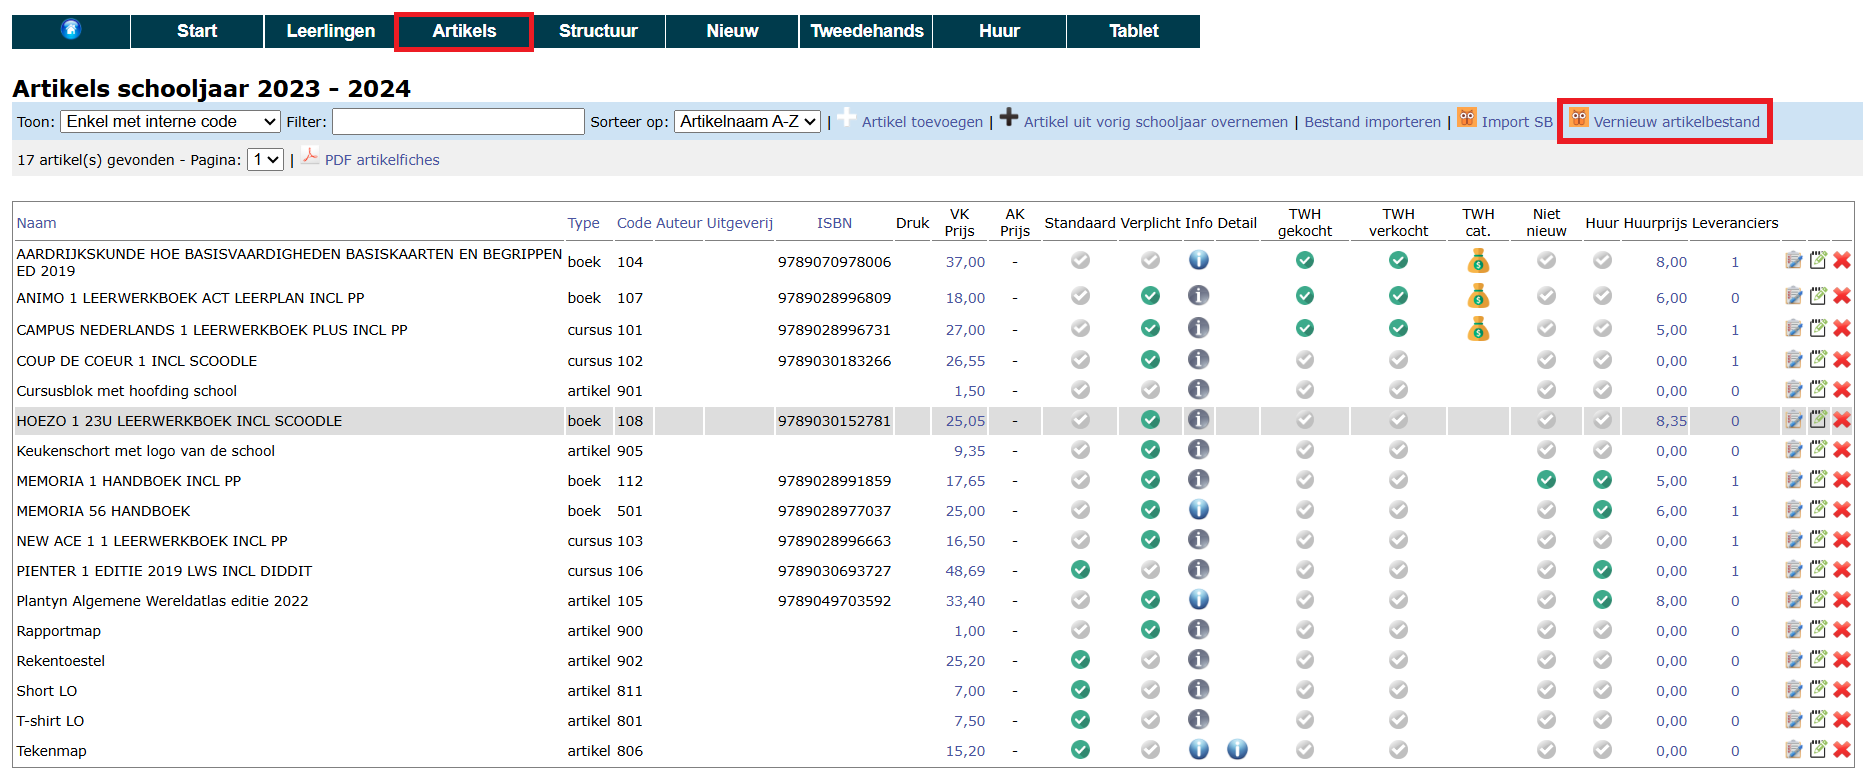 Start Leerlingen Artikels Structuur Nieuw Tweedehands Huur Tablet
Artikels schooljaar 2023 - 2024
Toon: Enkel met interne code Filter: Sorteer op: Artikelnaam A-Z | Artikel toevoegen | Artikel uit vorig schooljaar overnemen | Bestand importeren | Import SB Vernieuw artikelbestand
17 artikel(s) gevonden - Pagina: 1 | PDF artikelfiches
Naam Type Code Auteur Uitgeverij ISBN Druk VK Prijs AK Prijs Standaard Verplicht Info Detail TWH gekocht TWH verkocht TWH cat. Niet nieuw Huur Huurprijs Leveranciers
AARDRIJKSKUNDE HOE BASISVAARDIGHEDEN BASISKAARTEN EN BEGRIPPEN
ED 2019 boek 104 9789070978006 37,00 - 8,00 1
ANIMO 1 LEERWERKBOEK ACT LEERPLAN INCL PP boek 107 9789028996809 18,00 - 6,00 0
CAMPUS NEDERLANDS 1 LEERWERKBOEK PLUS INCL PP cursus 101 9789028996731 27,00 - 5,00 1
COUP DE COEUR 1 INCL SCOODLE cursus 102 9789030183266 26,55 - 0,00 1
Cursusblok met hoofding school artikel 901 1,50 - 0,00 0
HOEZO 1 23U LEERWERKBOEK INCL SCOODLE boek 108 9789030152781 25,05 - 8,35 0
Keukenschort met logo van de school artikel 905 9,35 - 0,00 0
MEMORIA 1 HANDBOEK INCL PP boek 112 9789028991859 17,65 - 5,00 1
MEMORIA 56 HANDBOEK boek 501 9789028977037 25,00 - 6,00 1
NEW ACE 1 1 LEERWERKBOEK INCL PP cursus 103 9789028996663 16,50 - 0,00 1
PIENTER 1 EDITIE 2019 LWS INCL DIDDIT cursus 106 9789030693727 48,69 - 0,00 1
Plantyn Algemene Wereldatlas editie 2022 artikel 105 9789049703592 33,40 - 8,00 0
Rapportmap artikel 900 1,00 - 0,00 0
Rekentoestel artikel 902 25,20 - 0,00 0
Short LO artikel 811 7,00 - 0,00 0
T-shirt LO artikel 801 7,50 - 0,00 0
Tekenmap artikel 806 15,20 - 0,00 0